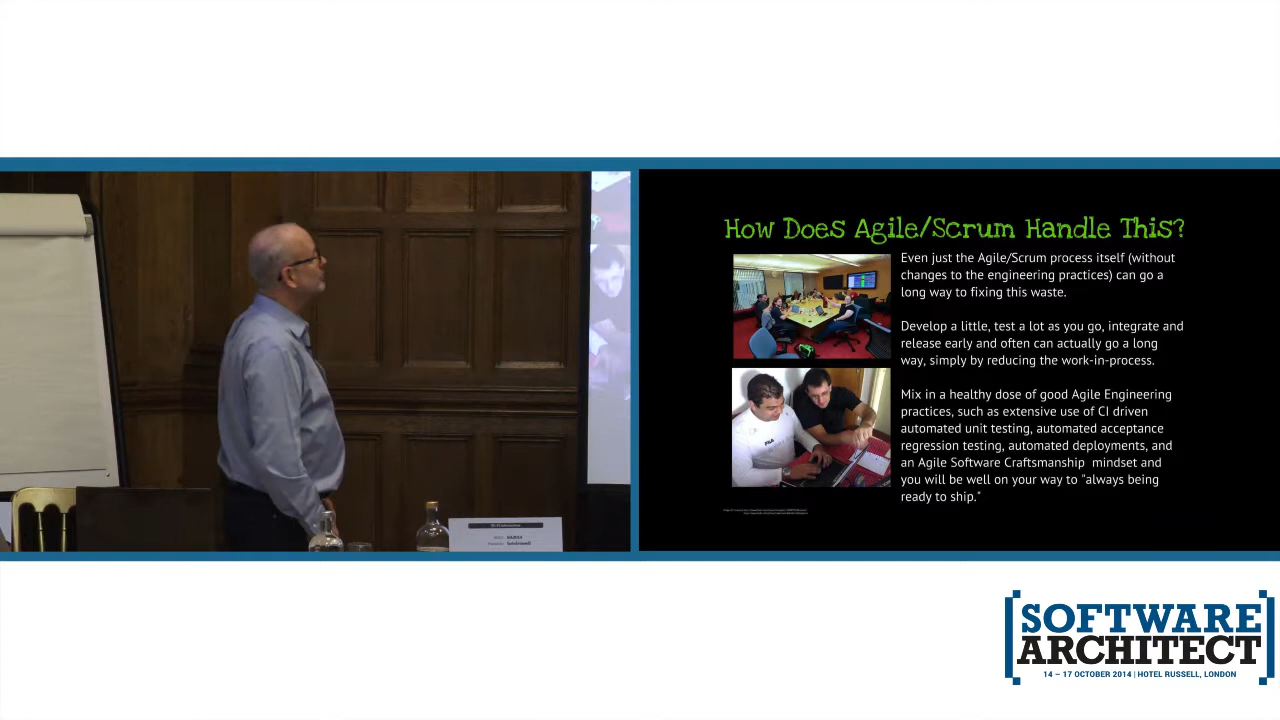 How Does Agile/Scrum Handle This?
Even just the Agile/Scrum process itself (without
changes to the engineering practices) can go a
long way to fixing this waste.
Develop a little, test a lot as you go, integrate and
release early and often can actually go a long
way, simply by reducing the work-in-process.
Mix in a healthy dose of good Agile Engineering
practices, such as extensive use of CI driven
automated unit testing, automated acceptance
regression testing, automated deployments, and
an Agile Software Craftsmanship mindset and
you will be well on your way to "always being
ready to ship."
SOFTWARE
ARCHITECT
14 – 17 OCTOBER 2014 | HOTEL RUSSELL, LONDON